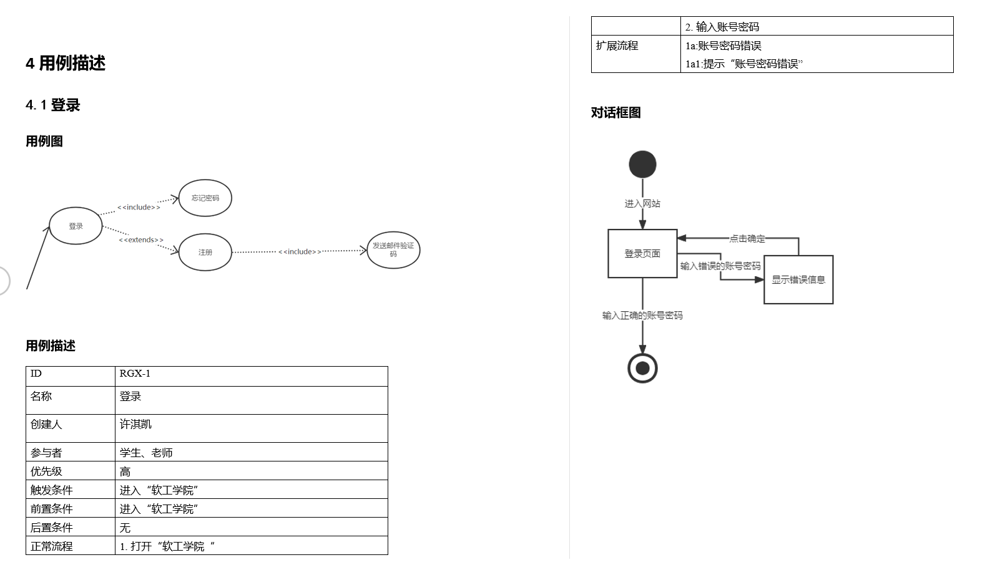 4 用例描述
4. 1 登录
用例图
忘记密码
<<include>>
登录
<<extends>>
注册
<<include>>
发送邮件验证
码
用例描述
ID RGX-1
名称 登录
创建人 许淇凯
参与者 学生、老师
优先级 高
触发条件 进入“软工学院”
前置条件 进入“软工学院”
后置条件 无
正常流程 1. 打开“软工学院“
2. 输入账号密码
扩展流程 1a:账号密码错误
1a1:提示“账号密码错误”
对话框图
进入网站
点击确定
登录页面
输入错误的账号密码
显示错误信息
输入正确的账号密码